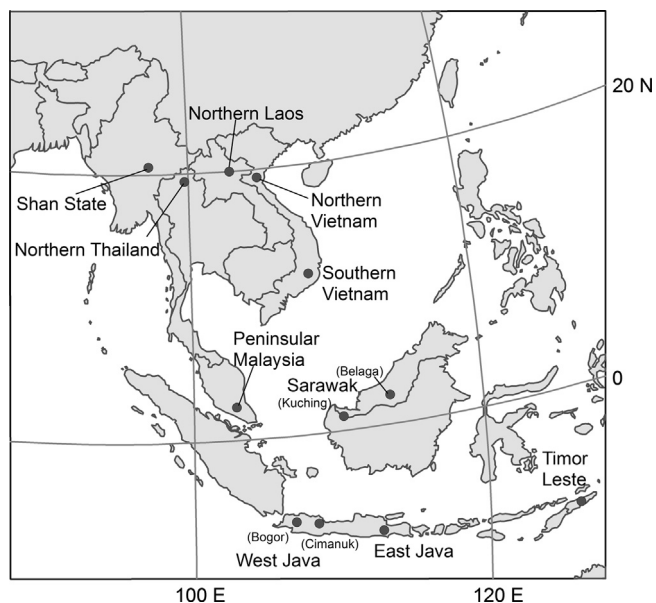 20 N
Northern Laos
Shan State
Northern
Vietnam
Northern Thailand
Southern
Vietnam
Peninsular
Malaysia
(Belaga)
Sarawak
(Kuching)
0
Timor
Leste
(Bogor)
(Cimanuk)
West Java
East Java
100 E
120 E